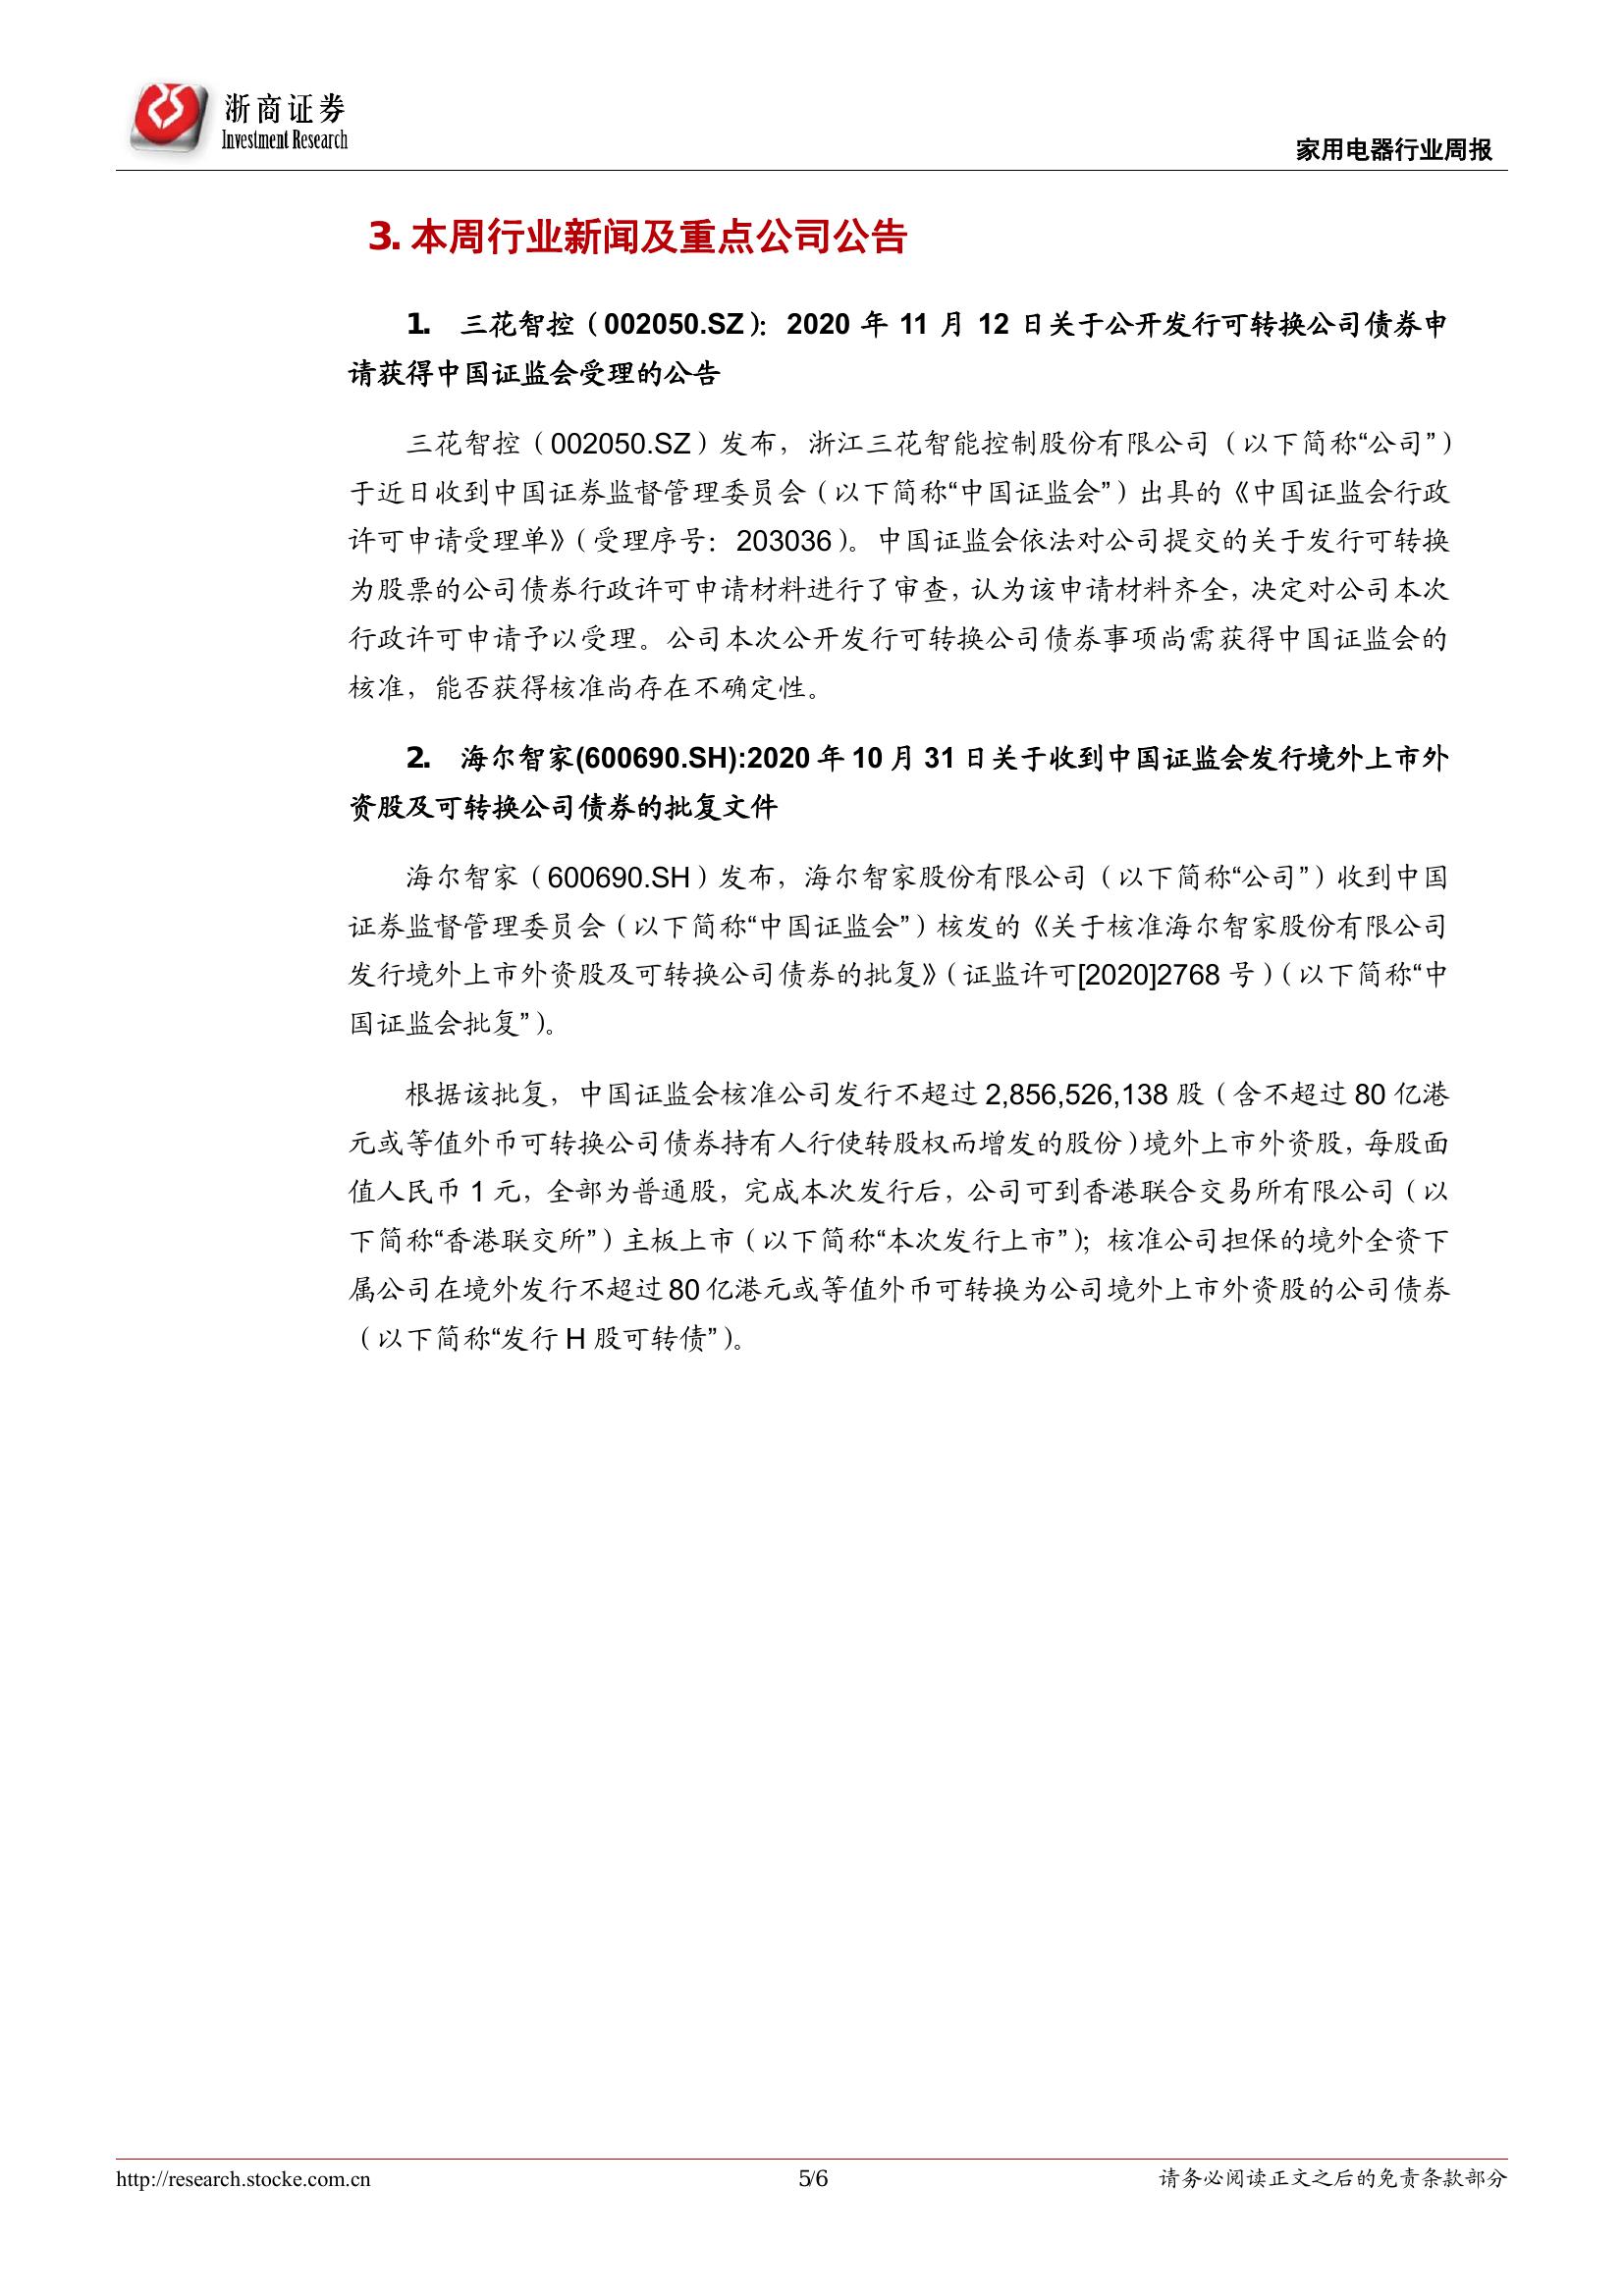 浙商证券
Investment Research
家用电器行业周报
3. 本周行业新闻及重点公司公告
1. 三花智控（002050.SZ）：2020 年 11 月 12 日关于公开发行可转换公司债券申
请获得中国证监会受理的公告
三花智控（002050.SZ）发布，浙江三花智能控制股份有限公司（以下简称“公司”）
于近日收到中国证券监督管理委员会（以下简称“中国证监会”）出具的《中国证监会行政
许可申请受理单》（受理序号：203036）。中国证监会依法对公司提交的关于发行可转换
为股票的公司债券行政许可申请材料进行了审查，认为该申请材料齐全，决定对公司本次
行政许可申请予以受理。公司本次公开发行可转换公司债券事项尚需获得中国证监会的
核准，能否获得核准尚存在不确定性。
2. 海尔智家(600690.SH):2020 年 10 月 31 日关于收到中国证监会发行境外上市外
资股及可转换公司债券的批复文件
海尔智家（600690.SH）发布，海尔智家股份有限公司（以下简称“公司”）收到中国
证券监督管理委员会（以下简称“中国证监会”）核发的《关于核准海尔智家股份有限公司
发行境外上市外资股及可转换公司债券的批复》（证监许可[2020]2768 号）（以下简称“中
国证监会批复”）。
根据该批复，中国证监会核准公司发行不超过 2,856,526,138 股（含不超过 80 亿港
元或等值外币可转换公司债券持有人行使转股权而增发的股份）境外上市外资股，每股面
值人民币 1 元，全部为普通股，完成本次发行后，公司可到香港联合交易所有限公司（以
下简称“香港联交所”）主板上市（以下简称“本次发行上市”）；核准公司担保的境外全资下
属公司在境外发行不超过 80 亿港元或等值外币可转换为公司境外上市外资股的公司债券
（以下简称“发行 H 股可转债”）。
http://research.stocke.com.cn
5/6
请务必阅读正文之后的免责条款部分